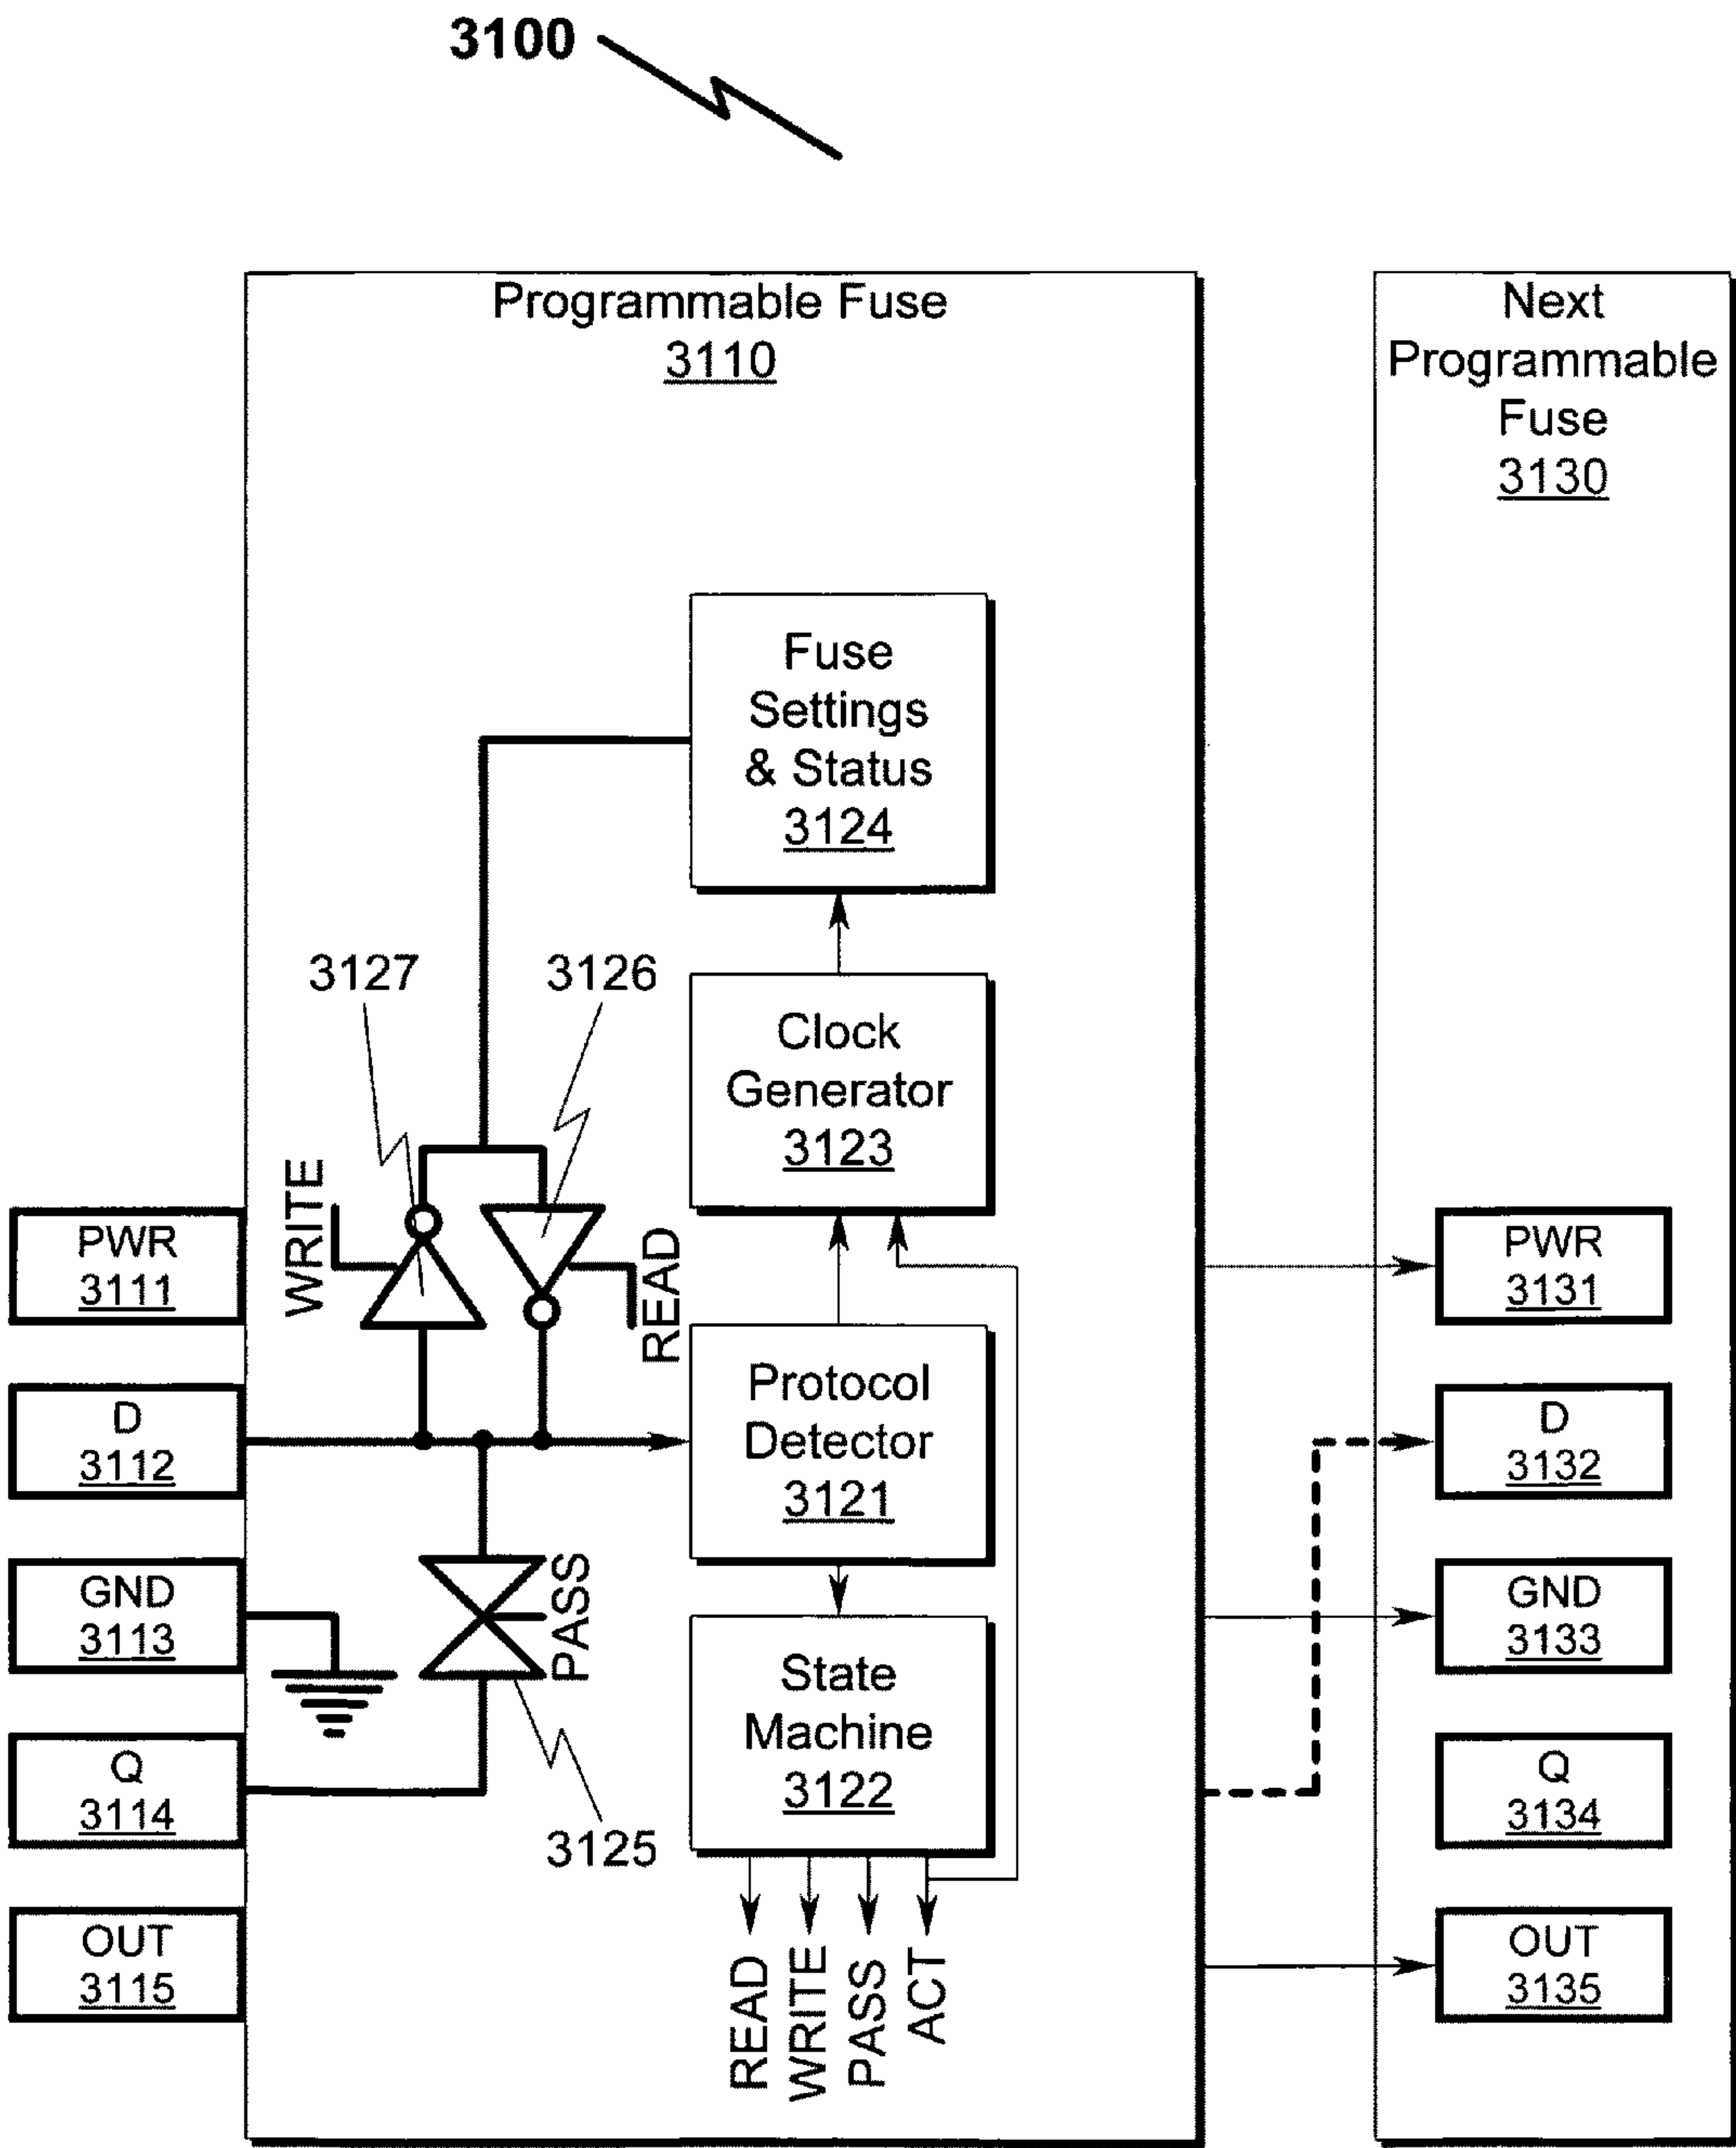 3100
Programmable Fuse
3110
Next
Programmable
Fuse
3130
Fuse
Settings
& Status
3124
3127
3126
Clock
Generator
3123
WRITE
READ
PWR
3111
PWR
3131
Protocol
Detector
3121
D
3112
D
3132
PASS
GND
3113
GND
3133
State
Machine
3122
Q
3114
3125
Q
3134
OUT
3115
OUT
3135
READ
WRITE
PASS
ACT